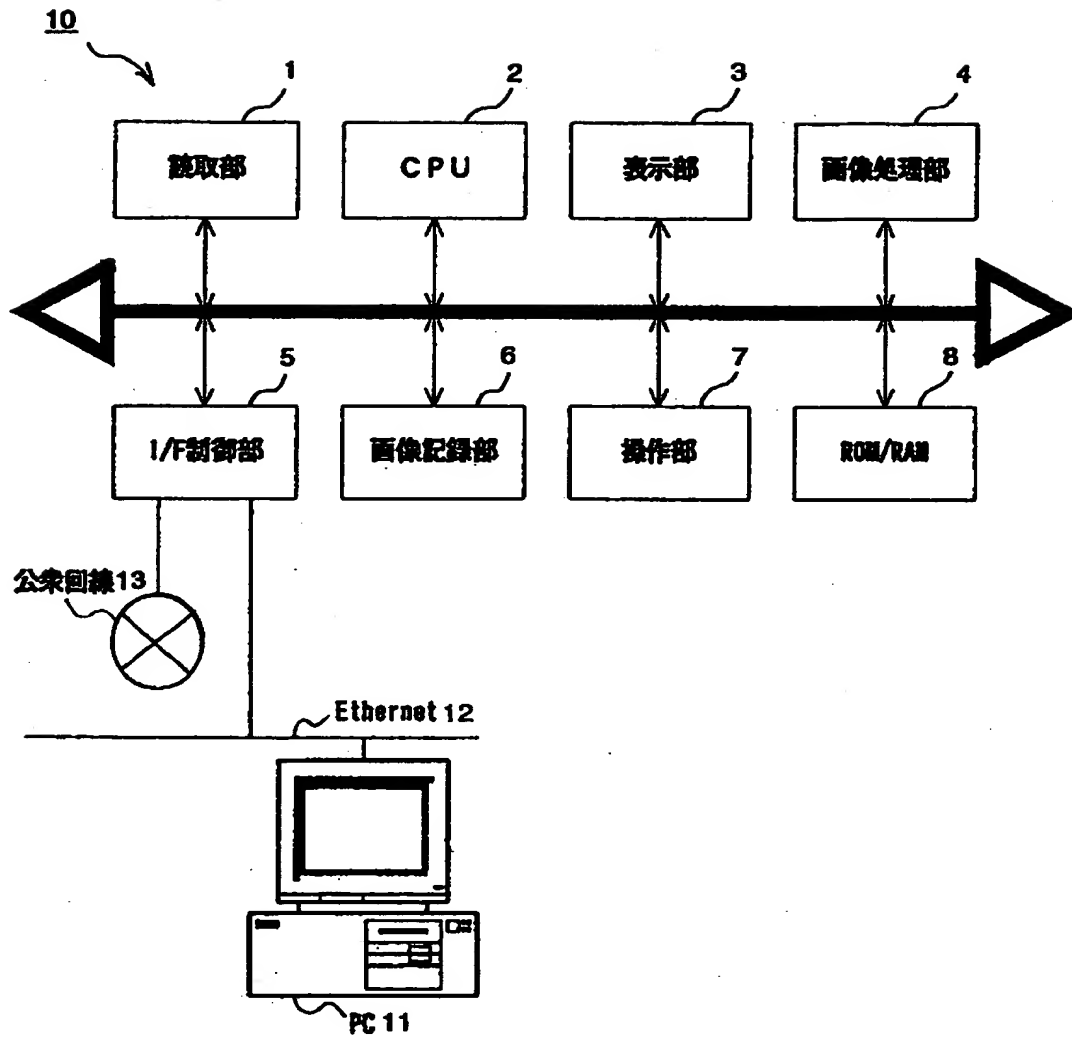 10
1
2
3
4
読取部
CPU
表示部
画像処理部
5
6
7
8
I/F制御部
画像記録部
操作部
ROM/RAM
公衆回線13
Ethernet 12
PC 11